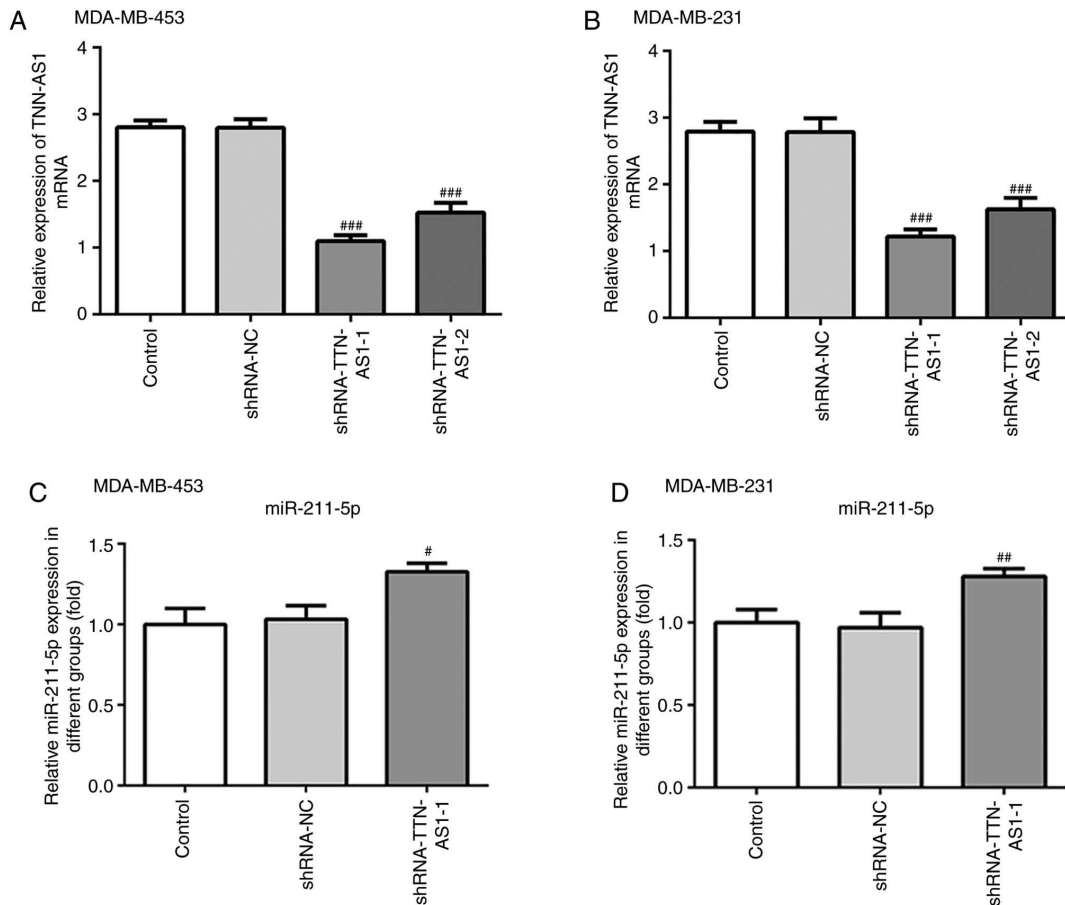 A MDA-MB-453
Relative expression of TNN-AS1
mRNA
4
3
2
1
0
###
###
Control
shRNA-NC
shRNA-TTN-
AS1-1
shRNA-TTN-
AS1-2
B MDA-MB-231
Relative expression of TNN-AS1
mRNA
4
3
2
1
0
###
###
Control
shRNA-NC
shRNA-TTN-
AS1-1
shRNA-TTN-
AS1-2
C MDA-MB-453
miR-211-5p
Relative miR-211-5p expression in
different groups (fold)
1.5
1.0
0.5
0.0
#
Control
shRNA-NC
shRNA-TTN-
AS1-1
D MDA-MB-231
miR-211-5p
Relative miR-211-5p expression in
different groups (fold)
1.5
1.0
0.5
0.0
##
Control
shRNA-NC
shRNA-TTN-
AS1-1